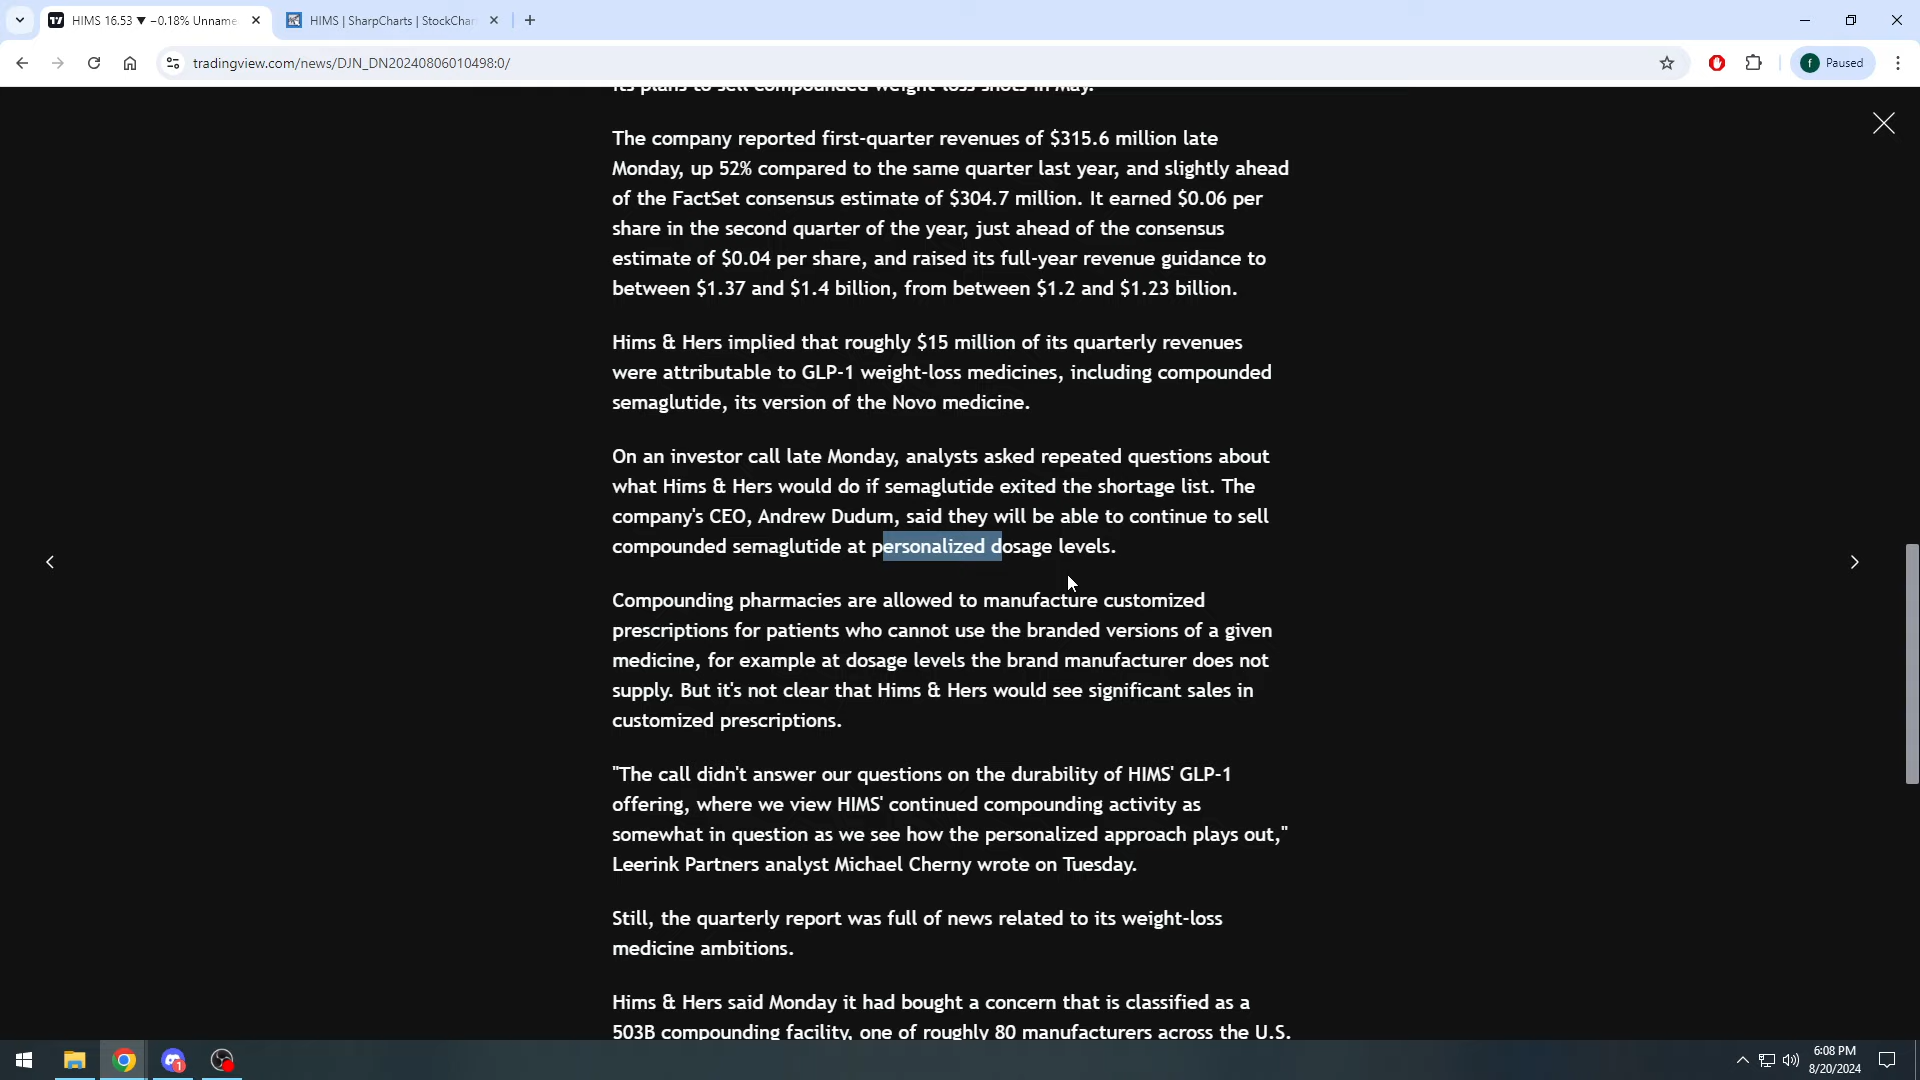 HIMS 16.53 ▼ −0.18% Unname
HIMS | SharpCharts | StockChar
tradingview.com/news/DJN_DN20240806010498:0/
f Paused
its plans to sell compounded weight-loss shots in May.
The company reported first-quarter revenues of $315.6 million late
Monday, up 52% compared to the same quarter last year, and slightly ahead
of the FactSet consensus estimate of $304.7 million. It earned $0.06 per
share in the second quarter of the year, just ahead of the consensus
estimate of $0.04 per share, and raised its full-year revenue guidance to
between $1.37 and $1.4 billion, from between $1.2 and $1.23 billion.
Hims & Hers implied that roughly $15 million of its quarterly revenues
were attributable to GLP-1 weight-loss medicines, including compounded
semaglutide, its version of the Novo medicine.
On an investor call late Monday, analysts asked repeated questions about
what Hims & Hers would do if semaglutide exited the shortage list. The
company's CEO, Andrew Dudum, said they will be able to continue to sell
compounded semaglutide at personalized dosage levels.
Compounding pharmacies are allowed to manufacture customized
prescriptions for patients who cannot use the branded versions of a given
medicine, for example at dosage levels the brand manufacturer does not
supply. But it's not clear that Hims & Hers would see significant sales in
customized prescriptions.
"The call didn't answer our questions on the durability of HIMS' GLP-1
offering, where we view HIMS' continued compounding activity as
somewhat in question as we see how the personalized approach plays out,"
Leerink Partners analyst Michael Cherny wrote on Tuesday.
Still, the quarterly report was full of news related to its weight-loss
medicine ambitions.
Hims & Hers said Monday it had bought a concern that is classified as a
503B compounding facility, one of roughly 80 manufacturers across the U.S.
1
6:08 PM
8/20/2024